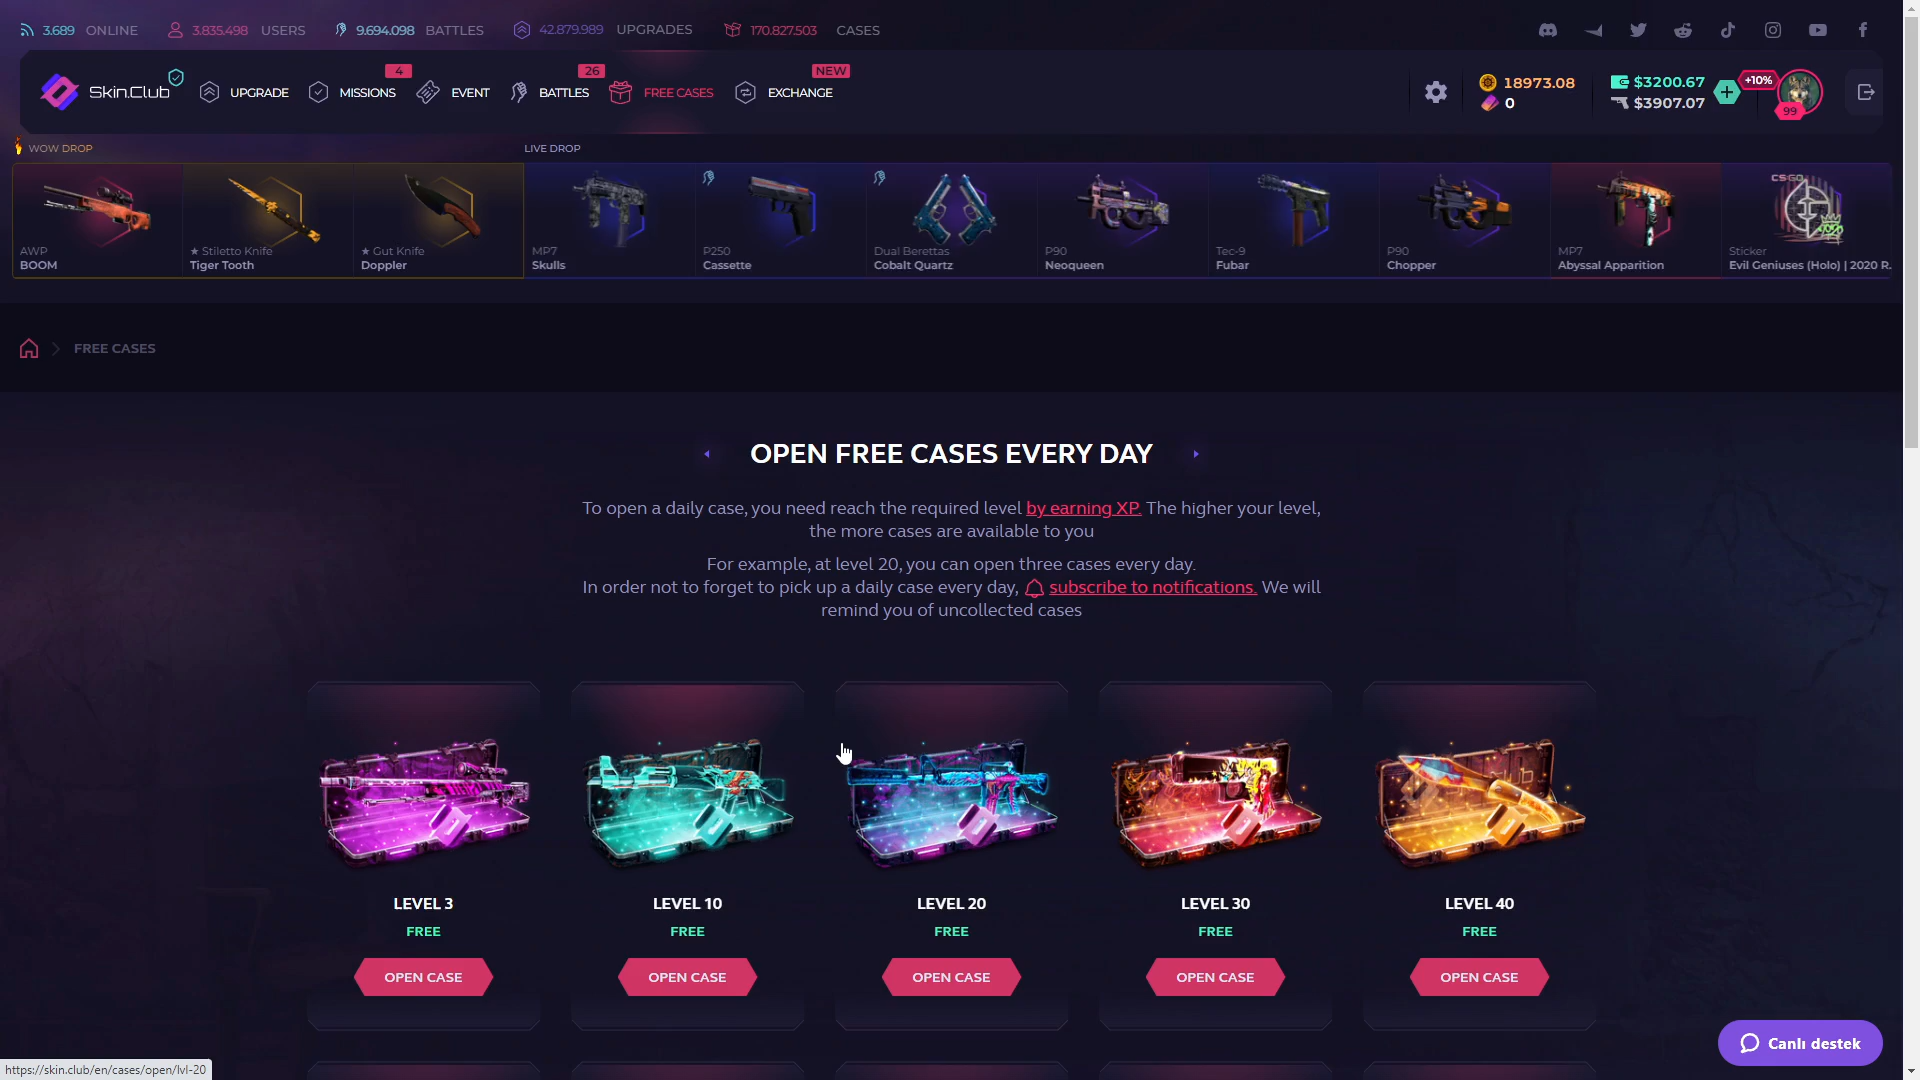 3.689 ONLINE 3.835.498 USERS 9.694.098 BATTLES 42.879.989 UPGRADES 170.827.503 CASES
Skin.Club UPGRADE 4 MISSIONS EVENT 26 BATTLES FREE CASES NEW EXCHANGE
18973.08
0
$3200.67
$3907.07
+10%
99
WOW DROP
LIVE DROP
AWP
BOOM
★ Stiletto Knife
Tiger Tooth
★ Gut Knife
Doppler
MP7
Skulls
P250
Cassette
Dual Berettas
Cobalt Quartz
P90
Neoqueen
Tec-9
Fubar
P90
Chopper
MP7
Abyssal Apparition
CS:GO
Sticker
Evil Geniuses (Holo) | 2020 R.
FREE CASES
OPEN FREE CASES EVERY DAY
To open a daily case, you need reach the required level by earning XP. The higher your level,
the more cases are available to you
For example, at level 20, you can open three cases every day.
In order not to forget to pick up a daily case every day, subscribe to notifications. We will
remind you of uncollected cases
LEVEL 3
FREE
OPEN CASE
LEVEL 10
FREE
OPEN CASE
LEVEL 20
FREE
OPEN CASE
LEVEL 30
FREE
OPEN CASE
LEVEL 40
FREE
OPEN CASE
Canlı destek
https://skin.club/en/cases/open/lvl-20